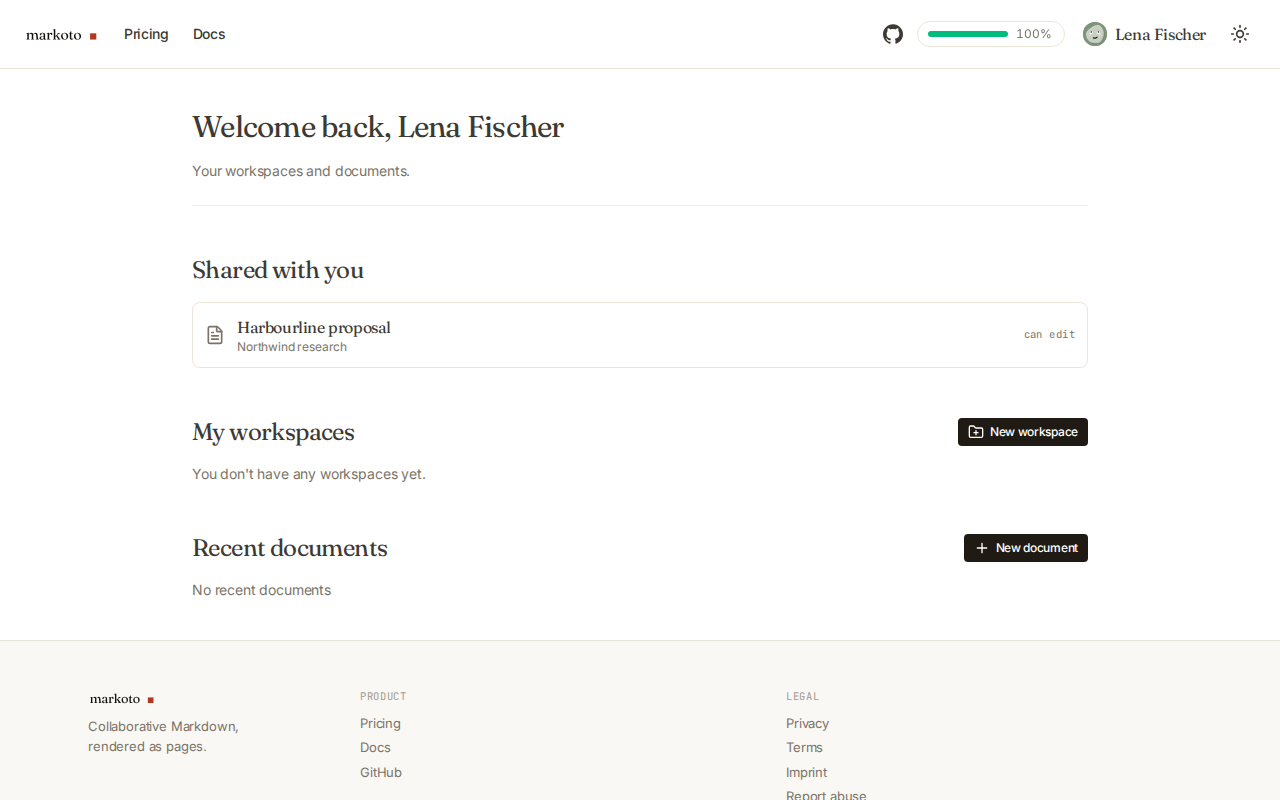 markoto
Pricing
Docs
100%
Lena Fischer
Welcome back, Lena Fischer
Your workspaces and documents.
Shared with you
Harbourline proposal
Northwind research
can edit
My workspaces
New workspace
You don't have any workspaces yet.
Recent documents
New document
No recent documents
markoto
Collaborative Markdown,
rendered as pages.
PRODUCT
Pricing
Docs
GitHub
LEGAL
Privacy
Terms
Imprint
Report abuse